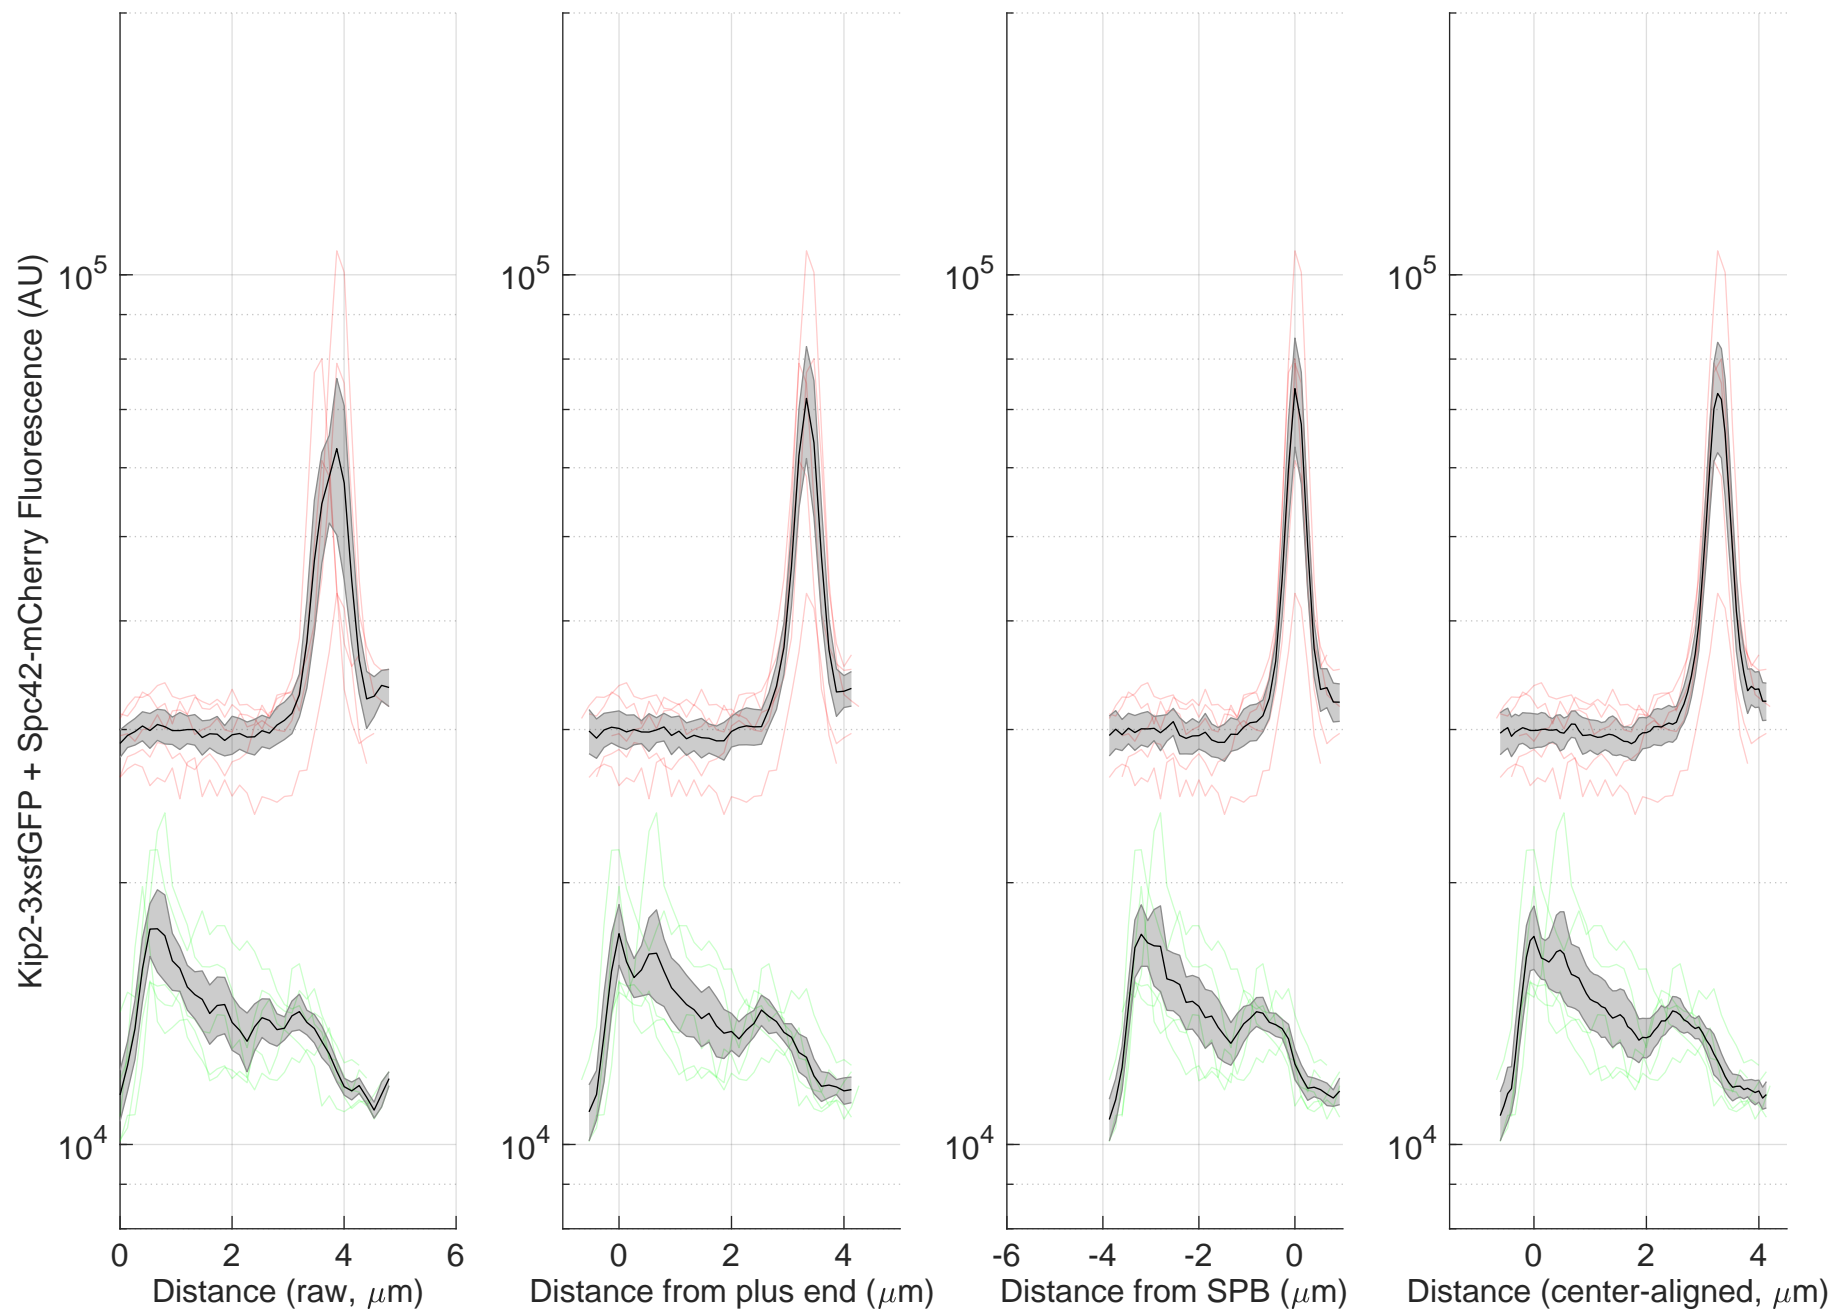 Kip2-3xsfGFP + Spc42-mCherry Fluorescence (AU)
10^5
10^4
0 2 4 6
Distance (raw, μm)
10^5
10^4
0 2 4
Distance from plus end (μm)
10^5
10^4
-6 -4 -2 0
Distance from SPB (μm)
10^5
10^4
0 2 4
Distance (center-aligned, μm)